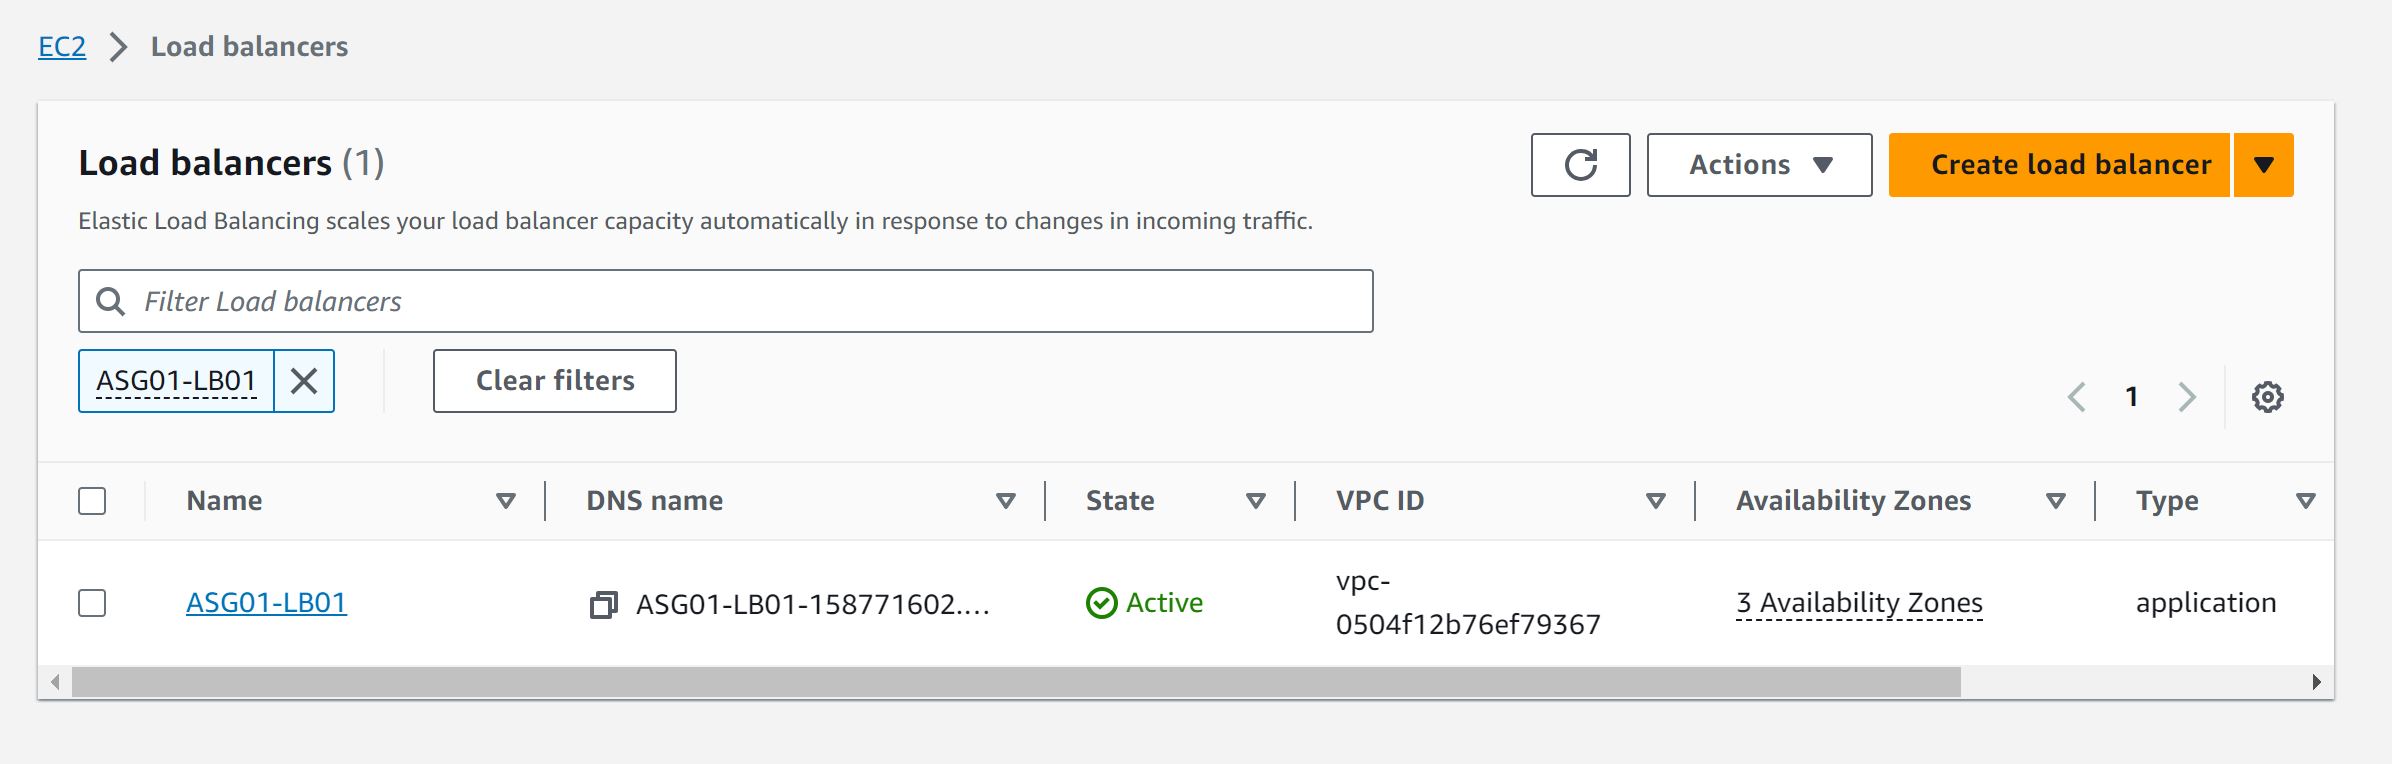 EC2 Load balancers
Load balancers (1)
Actions
Create load balancer
Elastic Load Balancing scales your load balancer capacity automatically in response to changes in incoming traffic.
Filter Load balancers
ASG01-LB01
Clear filters
1
Name DNS name State VPC ID Availability Zones Type
ASG01-LB01 ASG01-LB01-158771602.... Active vpc-
0504f12b76ef79367 3 Availability Zones application